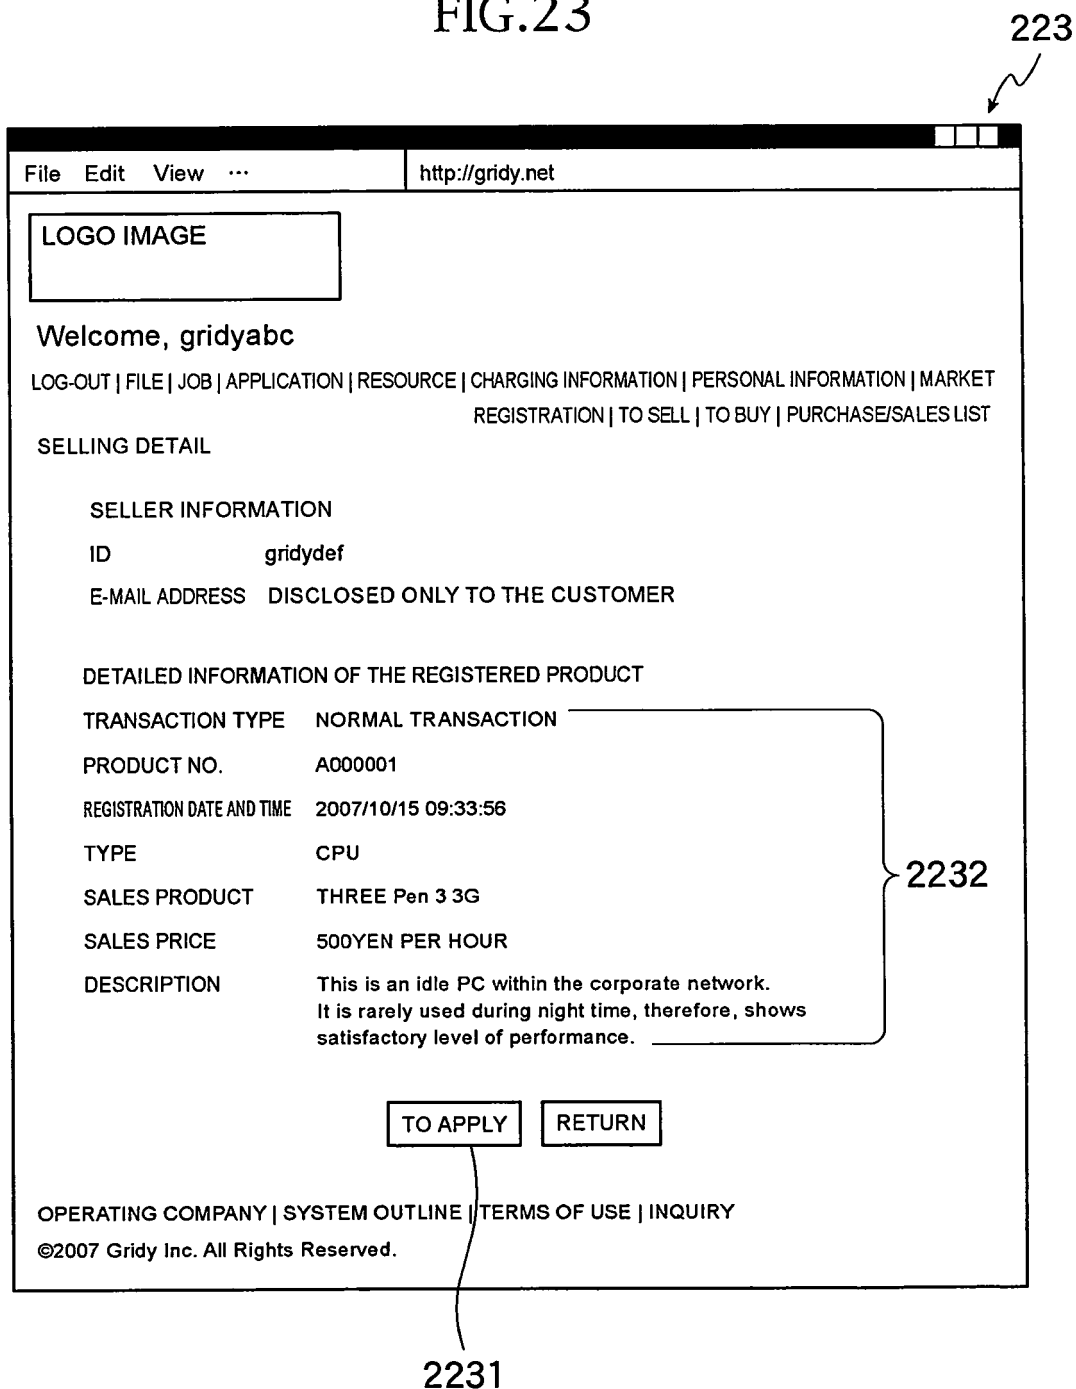 FIG.23
223
File Edit View ... http://gridy.net
LOGO IMAGE
Welcome, gridyabc
LOG-OUT | FILE | JOB | APPLICATION | RESOURCE | CHARGING INFORMATION | PERSONAL INFORMATION | MARKET
REGISTRATION | TO SELL | TO BUY | PURCHASE/SALES LIST
SELLING DETAIL
SELLER INFORMATION
ID gridydef
E-MAIL ADDRESS DISCLOSED ONLY TO THE CUSTOMER
DETAILED INFORMATION OF THE REGISTERED PRODUCT
TRANSACTION TYPE NORMAL TRANSACTION
PRODUCT NO. A000001
REGISTRATION DATE AND TIME 2007/10/15 09:33:56
TYPE CPU
2232
SALES PRODUCT THREE Pen 3 3G
SALES PRICE 500YEN PER HOUR
DESCRIPTION This is an idle PC within the corporate network.
It is rarely used during night time, therefore, shows
satisfactory level of performance.
TO APPLY RETURN
OPERATING COMPANY | SYSTEM OUTLINE | TERMS OF USE | INQUIRY
©2007 Gridy Inc. All Rights Reserved.
2231